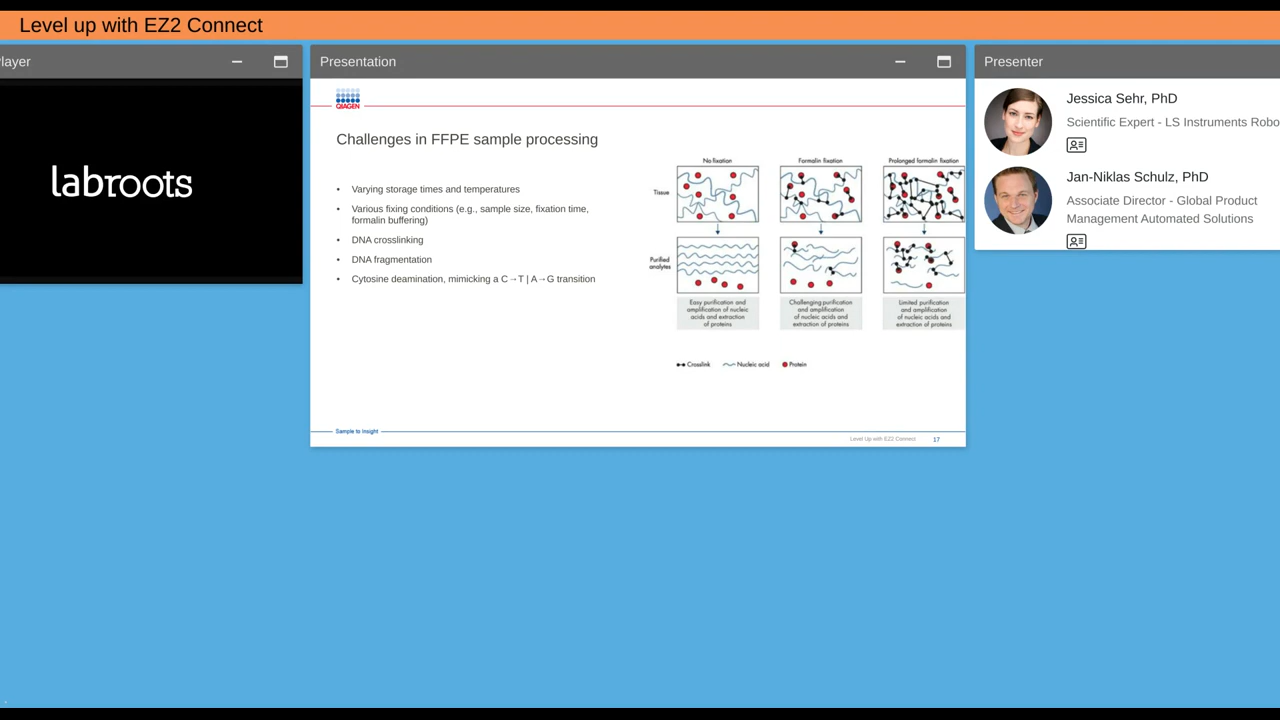 Level up with EZ2 Connect
layer
Presentation
Presenter
labroots
QIAGEN
Challenges in FFPE sample processing
• Varying storage times and temperatures
• Various fixing conditions (e.g., sample size, fixation time,
formalin buffering)
• DNA crosslinking
• DNA fragmentation
• Cytosine deamination, mimicking a C→T | A→G transition
No fixation
Formalin fixation
Prolonged formalin fixation
Tissue
Purified
analytes
Easy purification and
amplification of nucleic
acids and extraction
of proteins
Challenging purification
and amplification
of nucleic acids and
extraction of proteins
Limited purification
and amplification
of nucleic acids and
extraction of proteins
Crosslink
Nucleic acid
Protein
Sample to Insight
Level Up with EZ2 Connect
17
Jessica Sehr, PhD
Scientific Expert - LS Instruments Robo
Jan-Niklas Schulz, PhD
Associate Director - Global Product
Management Automated Solutions